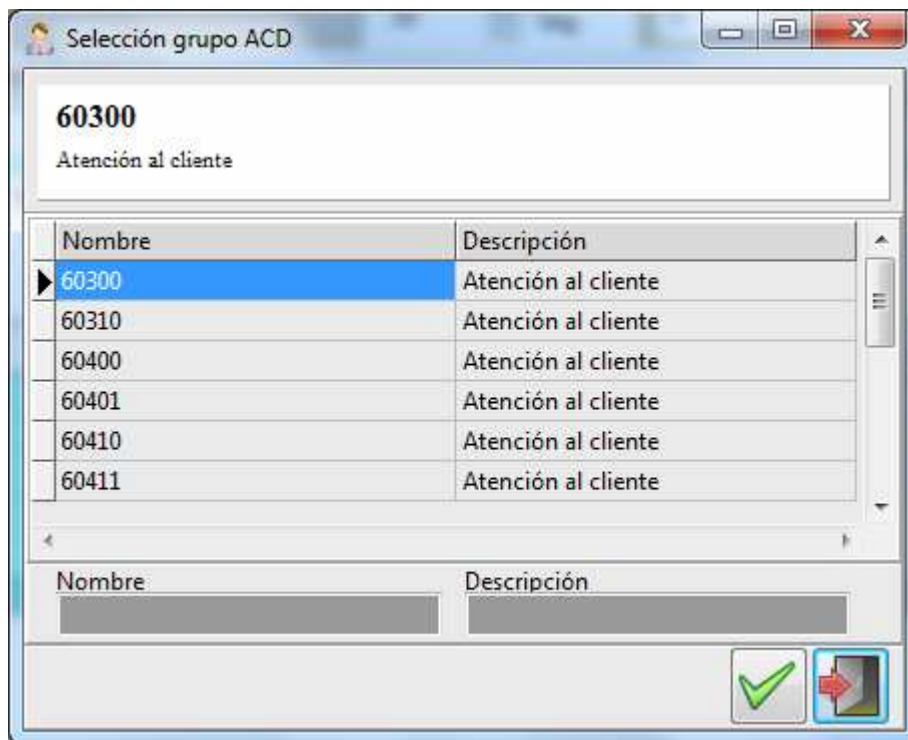 Selección grupo ACD
60300
Atención al cliente
Nombre Descripción
60300 Atención al cliente
60310 Atención al cliente
60400 Atención al cliente
60401 Atención al cliente
60410 Atención al cliente
60411 Atención al cliente
Nombre Descripción